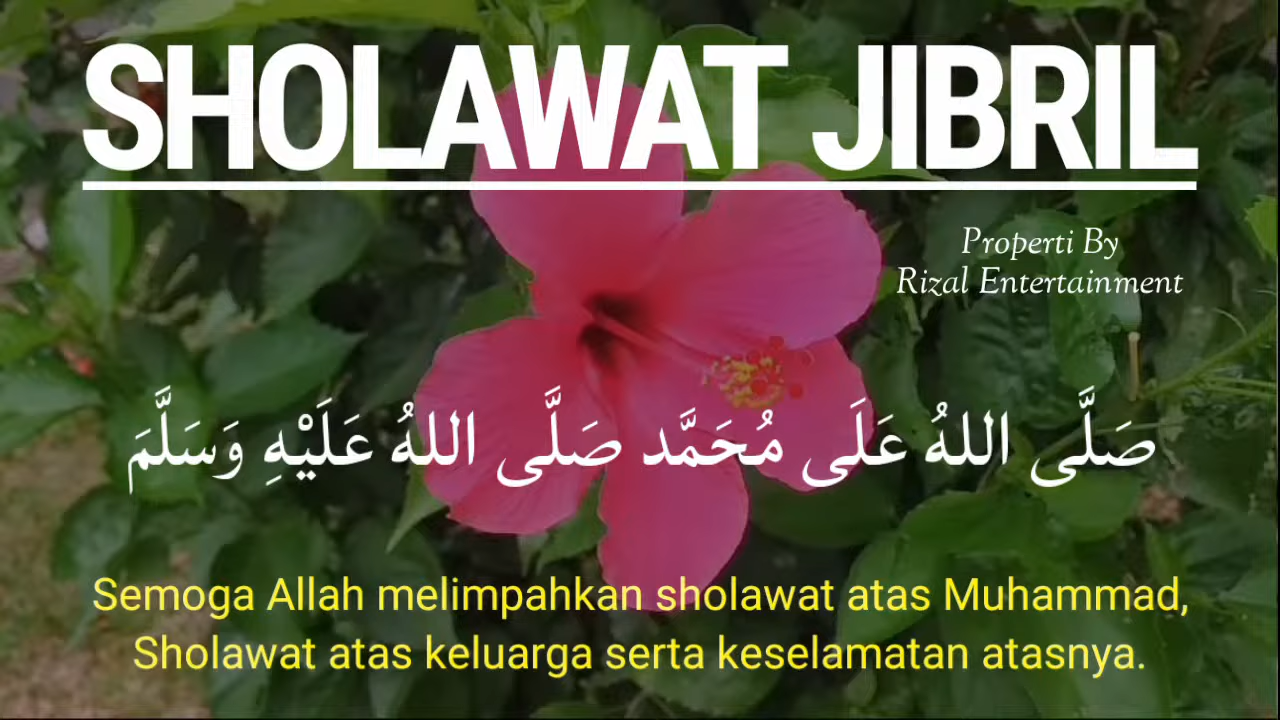 SHOLAWAT JIBRIL
Properti By
Rizal Entertainment
صَلَّى اللهُ عَلَى مُحَمَّد صَلَّى اللهُ عَلَيْهِ وَسَلَّمَ
Semoga Allah melimpahkan sholawat atas Muhammad,
Sholawat atas keluarga serta keselamatan atasnya.